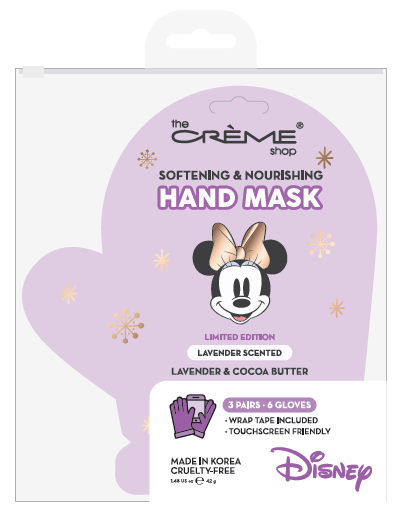 the
CRÈME®
shop
SOFTENING & NOURISHING
HAND MASK
LIMITED EDITION
LAVENDER SCENTED
LAVENDER & COCOA BUTTER
3 PAIRS · 6 GLOVES
· WRAP TAPE INCLUDED
· TOUCHSCREEN FRIENDLY
MADE IN KOREA
CRUELTY-FREE
1.48 US oz ℮ 42 g
Disney